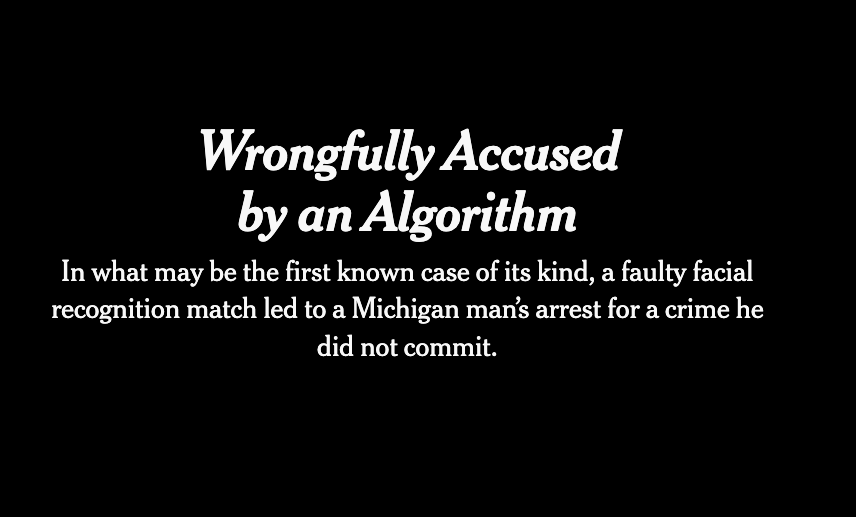 Wrongfully Accused
by an Algorithm
In what may be the first known case of its kind, a faulty facial
recognition match led to a Michigan man’s arrest for a crime he
did not commit.